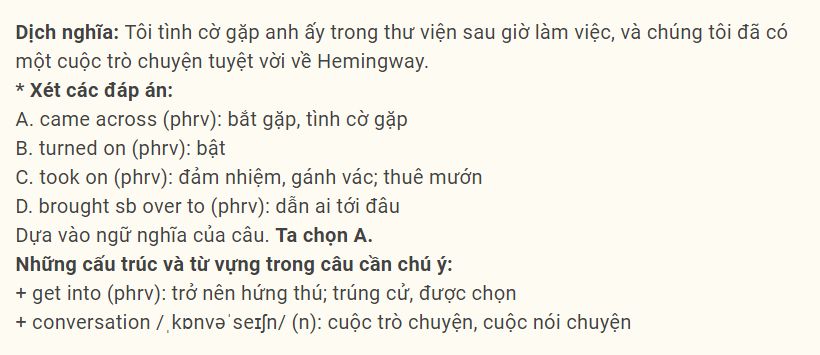 Dịch nghĩa: Tôi tình cờ gặp anh ấy trong thư viện sau giờ làm việc, và chúng tôi đã có
một cuộc trò chuyện tuyệt vời về Hemingway.
* Xét các đáp án:
A. came across (phrv): bắt gặp, tình cờ gặp
B. turned on (phrv): bật
C. took on (phrv): đảm nhiệm, gánh vác; thuê mướn
D. brought sb over to (phrv): dẫn ai tới đâu
Dựa vào ngữ nghĩa của câu. Ta chọn A.
Những cấu trúc và từ vựng trong câu cần chú ý:
+ get into (phrv): trở nên hứng thú; trúng cử, được chọn
+ conversation /ˌkɒnvəˈseɪʃn/ (n): cuộc trò chuyện, cuộc nói chuyện